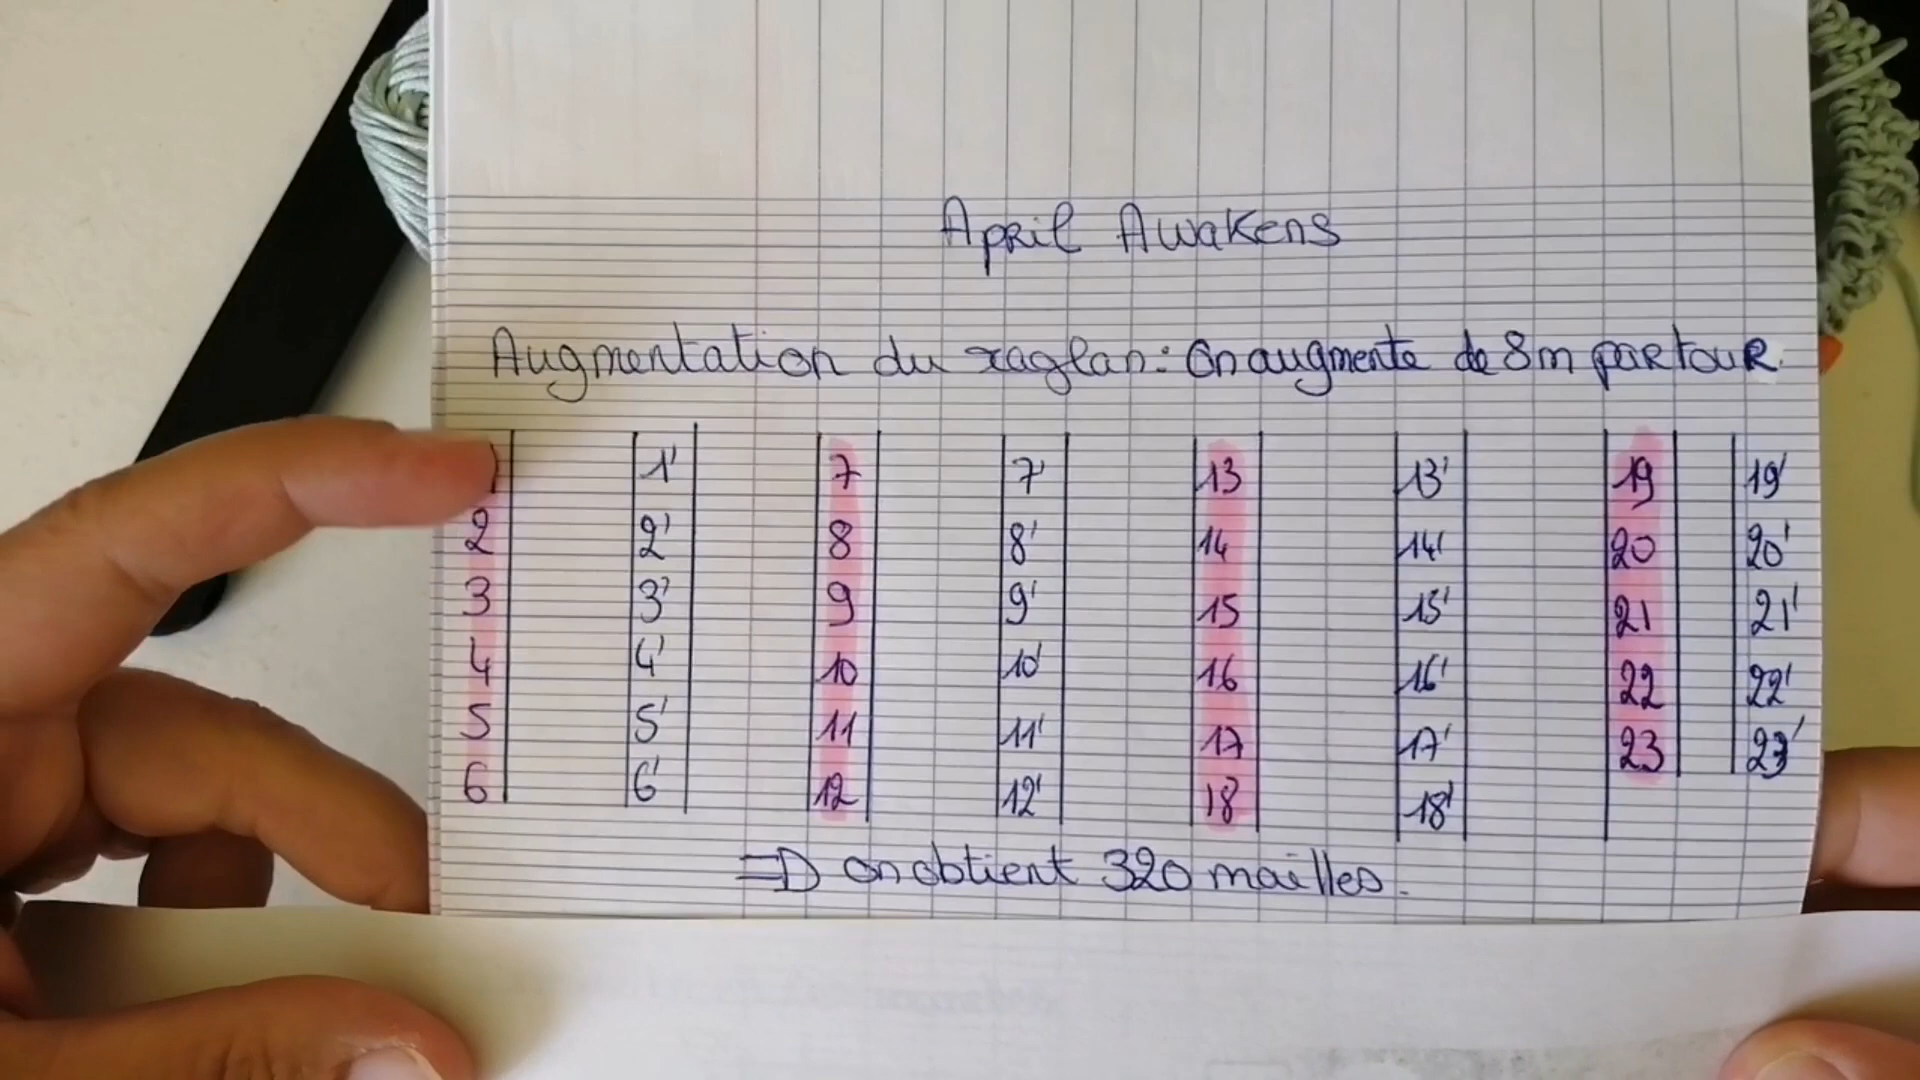 April Awakens
Augmentation du raglan : On augmente de 8m par tour.
1 1' 7 7' 13 13' 19 19'
2 2' 8 8' 14 14' 20 20'
3 3' 9 9' 15 15' 21 21'
4 4' 10 10' 16 16' 22 22'
5 5' 11 11' 17 17' 23 23'
6 6' 12 12' 18 18'
=D on obtient 320 mailles.